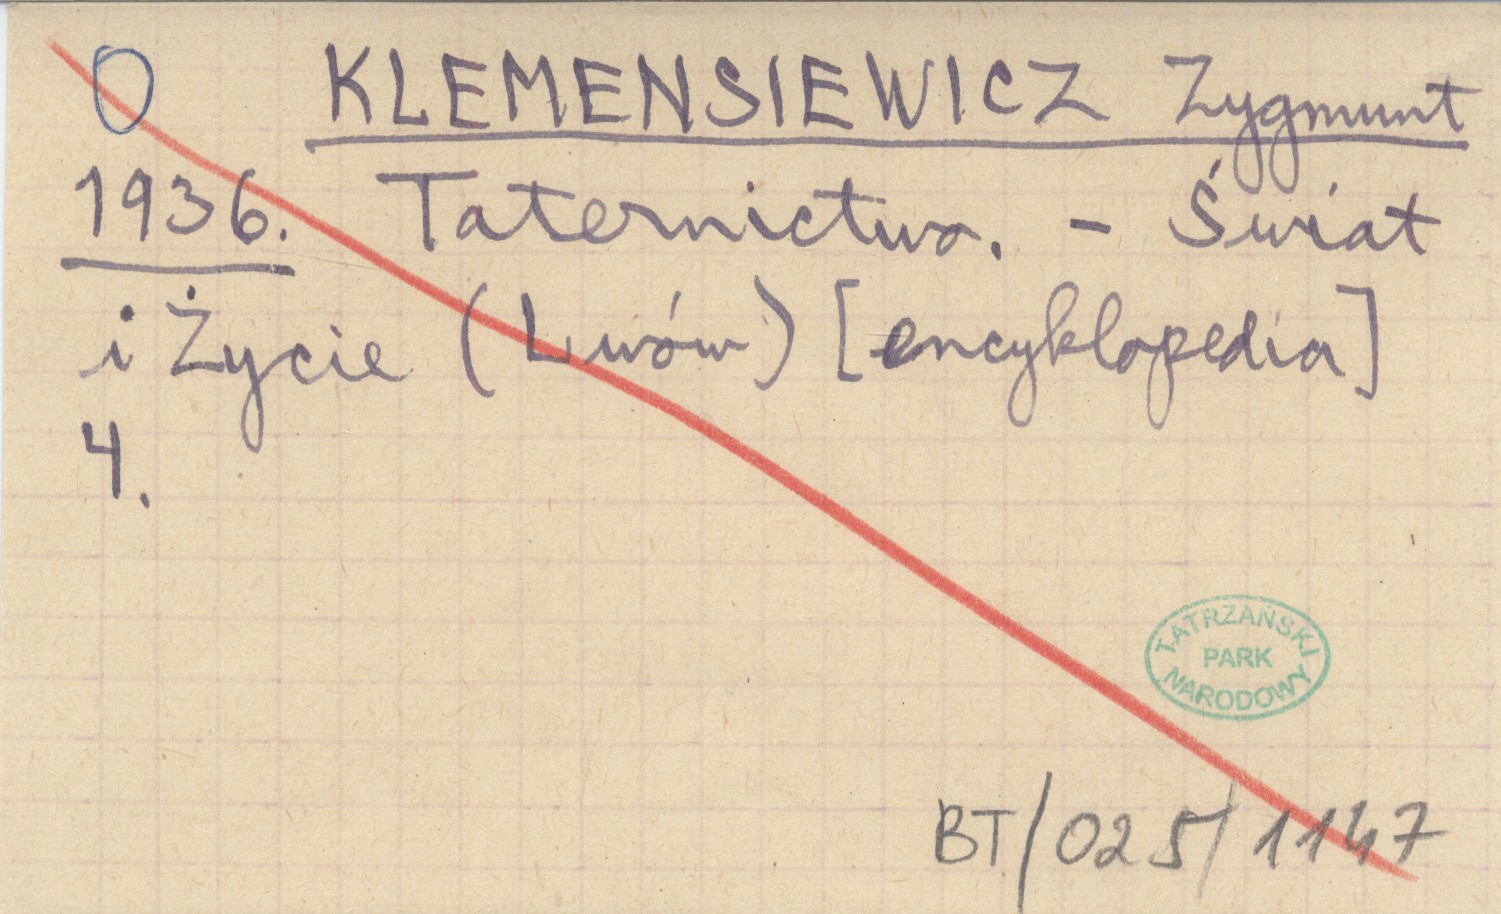 O KLEMENSIEWICZ Zygmunt
1936. Taternictwo. - Świat
i Życie (Lwów) [encyklopedia]
4.
TATRZAŃSKI
PARK
NARODOWY
BT/025/1147